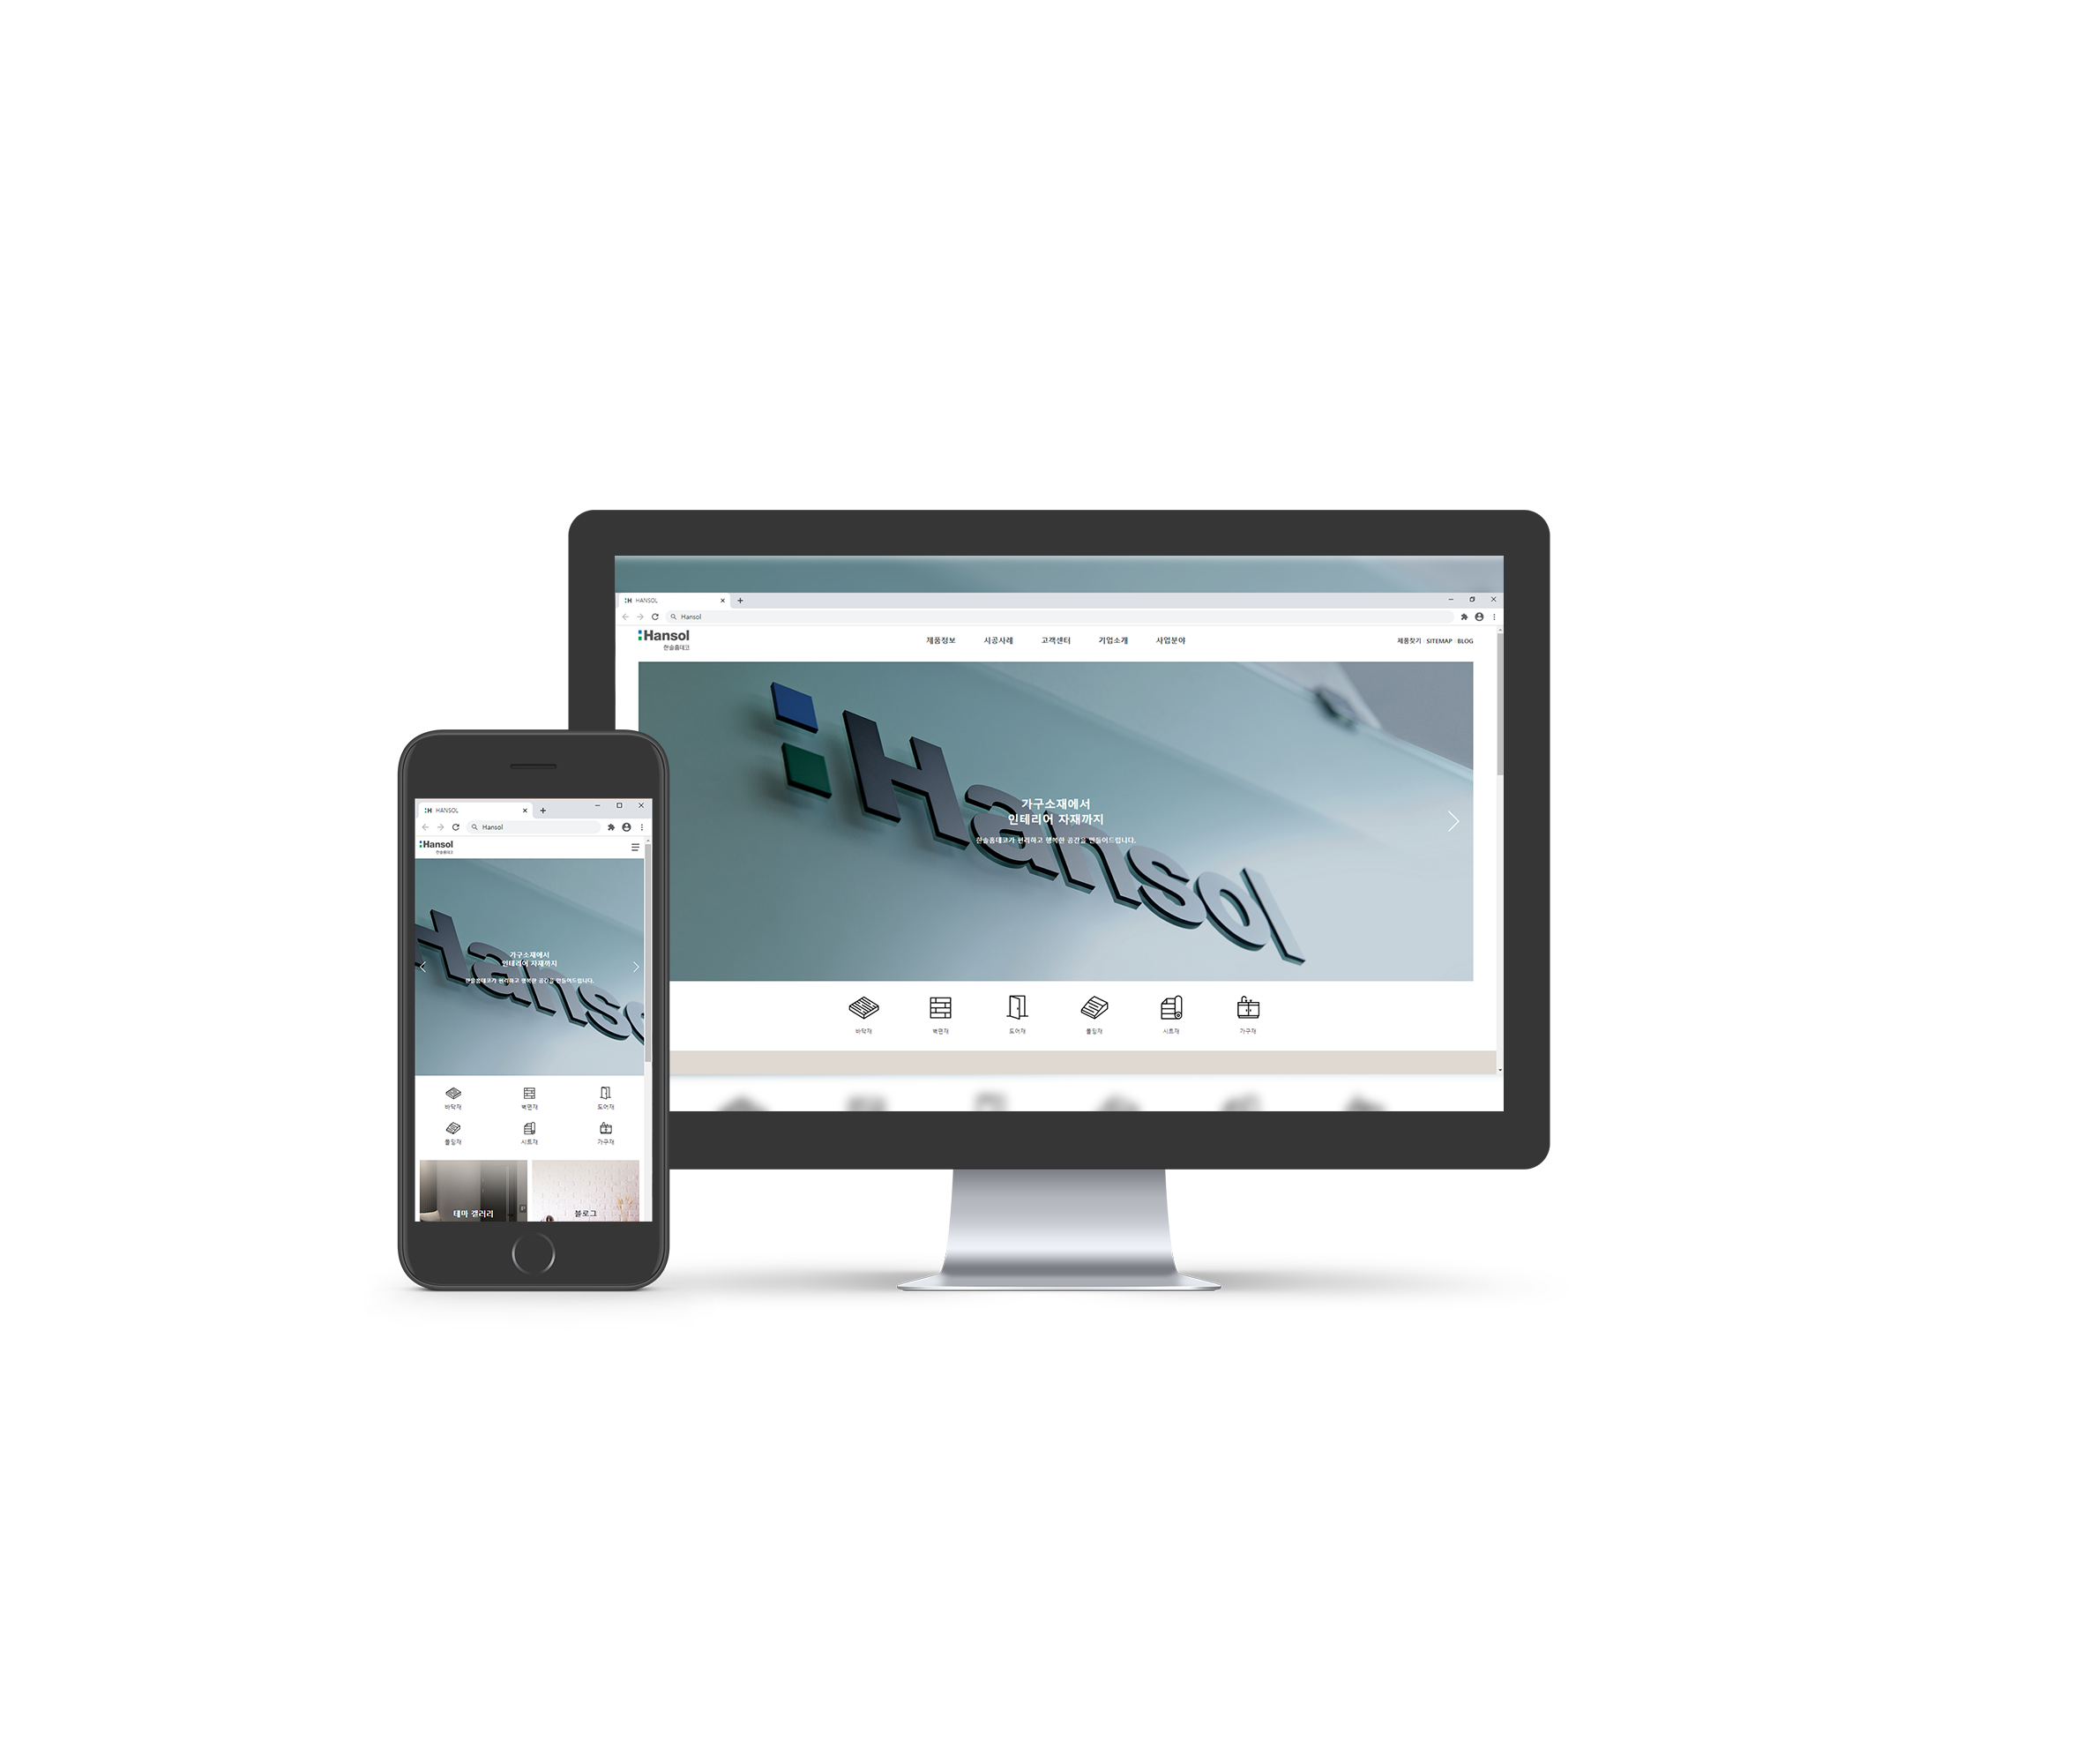 HANSOL
Hansol
Hansol
한솔홈데코
제품정보 시공사례 고객센터 기업소개 사업분야
제품찾기 SITEMAP BLOG
Hansol
가구소재에서
인테리어 자재까지
한솔홈데코가 편리하고 행복한 공간을 만들어드립니다.
바닥재 벽면재 도어재 몰딩재 시트재 가구재
HANSOL
Hansol
Hansol
한솔홈데코
Hanso
가구소재에서
인테리어 자재까지
한솔홈데코가 편리하고 행복한 공간을 만들어드립니다.
바닥재 벽면재 도어재
몰딩재 시트재 가구재
테마 갤러리 블로그